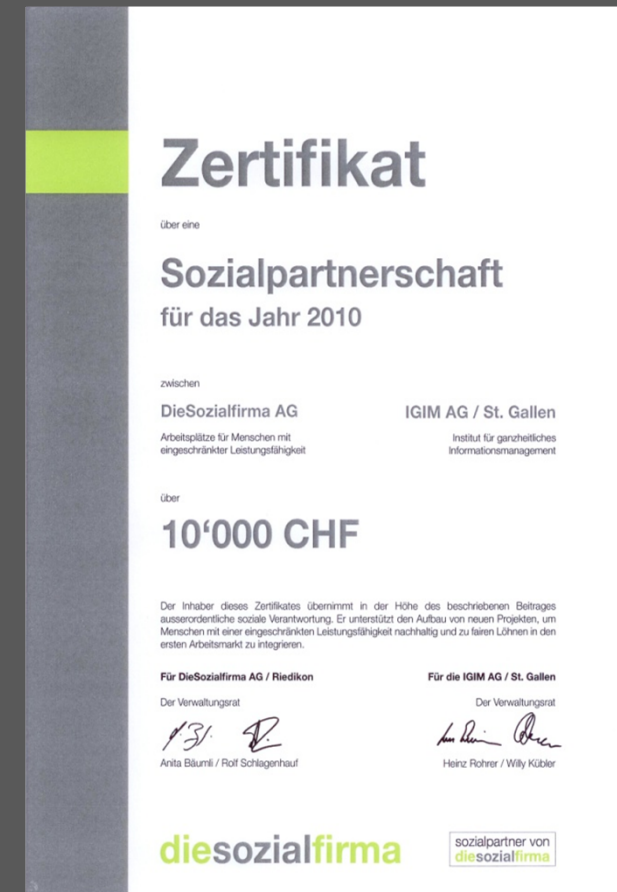 Zertifikat
über eine
Sozialpartnerschaft
für das Jahr 2010
zwischen
DieSozialfirma AG
Arbeitsplätze für Menschen mit
eingeschränkter Leistungsfähigkeit
IGIM AG / St. Gallen
Institut für ganzheitliches
Informationsmanagement
über
10‘000 CHF
Der Inhaber dieses Zertifikates übernimmt in der Höhe des beschriebenen Beitrages
ausserordentliche soziale Verantwortung. Er unterstützt den Aufbau von neuen Projekten, um
Menschen mit einer eingeschränkten Leistungsfähigkeit nachhaltig und zu fairen Löhnen in den
ersten Arbeitsmarkt zu integrieren.
Für DieSozialfirma AG / Riedikon
Der Verwaltungsrat
Anita Bäumli / Rolf Schlagenhauf
Für die IGIM AG / St. Gallen
Der Verwaltungsrat
Heinz Rohrer / Willy Kübler
diesozialfirma
sozialpartner von
diesozialfirma